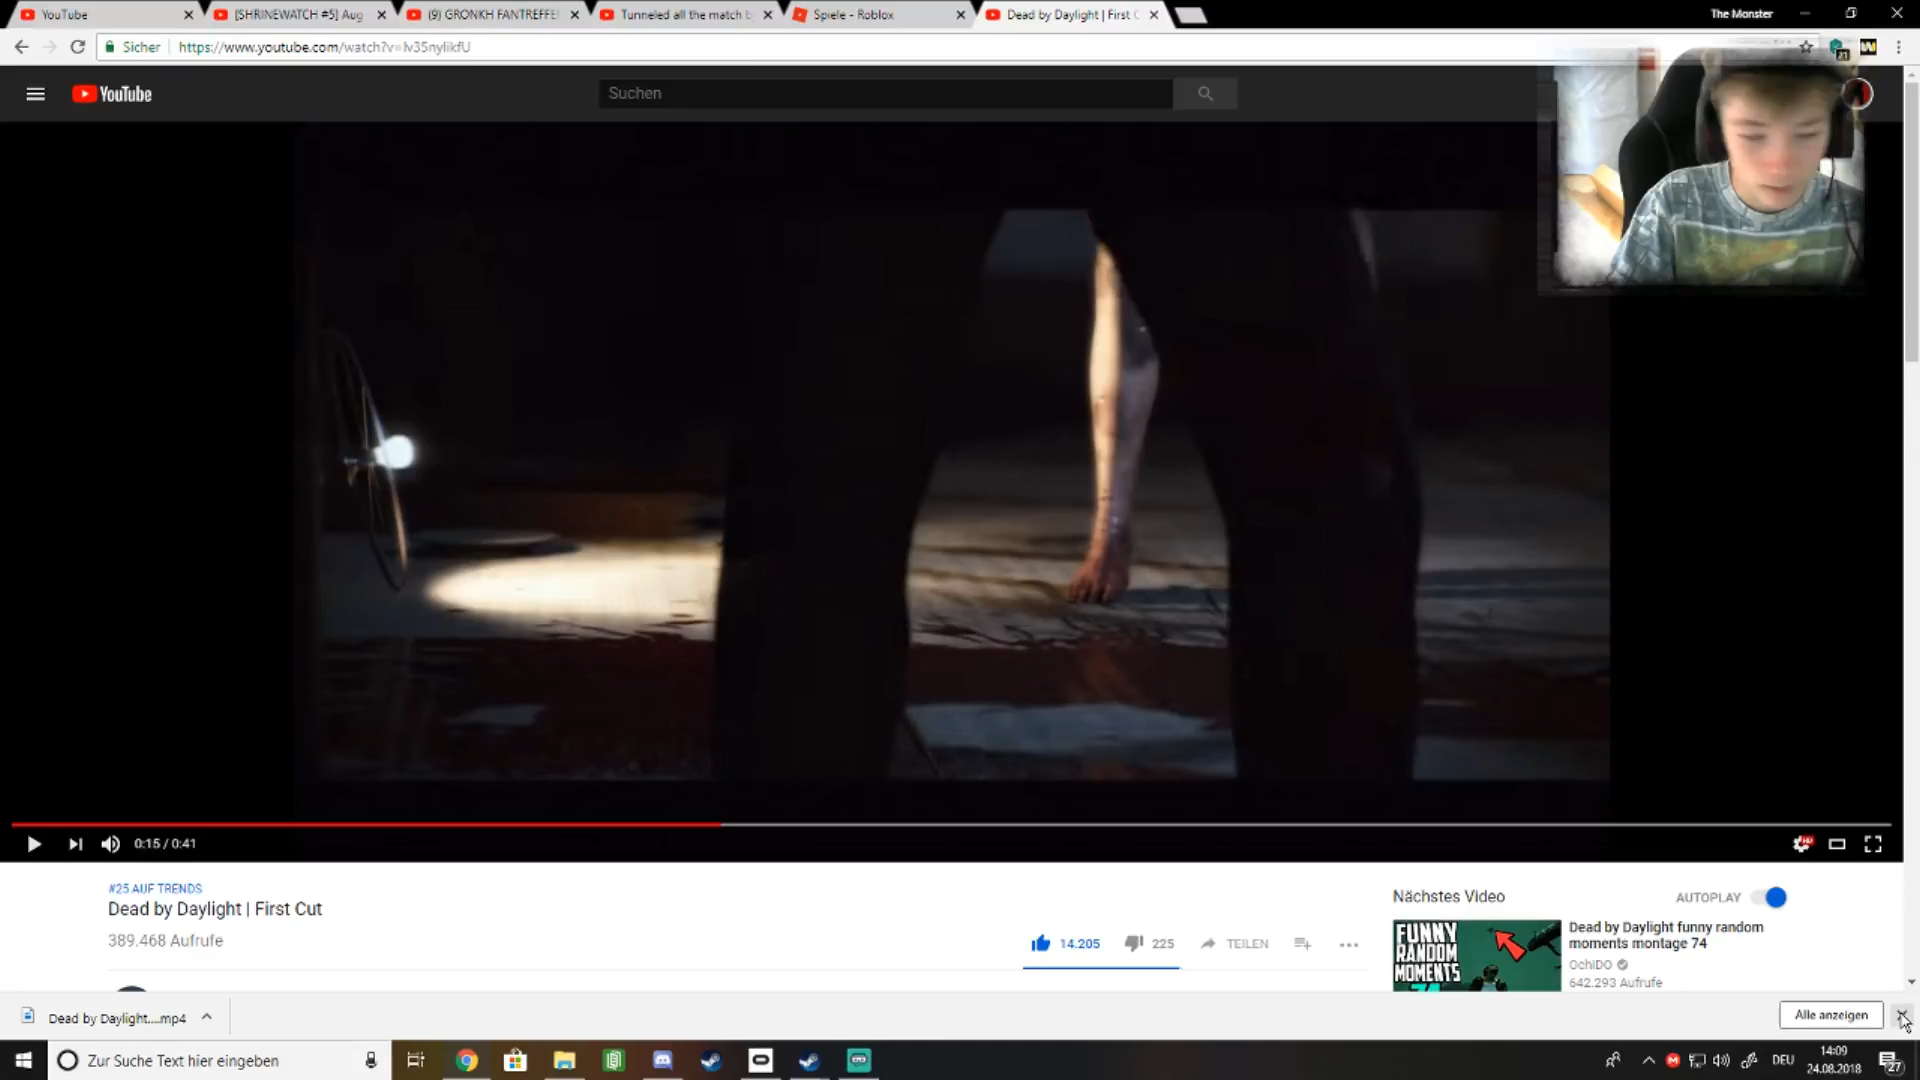 YouTube
[SHRINEWATCH #5] Aug
(9) GRONKH FANTREFFE
Tunneled all the match b
Spiele - Roblox
Dead by Daylight | First C
The Monster
Sicher
https://www.youtube.com/watch?v=lv35nylikfU
21
YouTube
Suchen
0:15 / 0:41
HD
#25 AUF TRENDS
Dead by Daylight | First Cut
389.468 Aufrufe
14.205
225
TEILEN
Nächstes Video
AUTOPLAY
FUNNY
RANDOM
MOMENTS
Dead by Daylight funny random
moments montage 74
OchiDO
642.293 Aufrufe
Dead by Daylight....mp4
Alle anzeigen
Zur Suche Text hier eingeben
DEU
14:09
24.08.2018
27